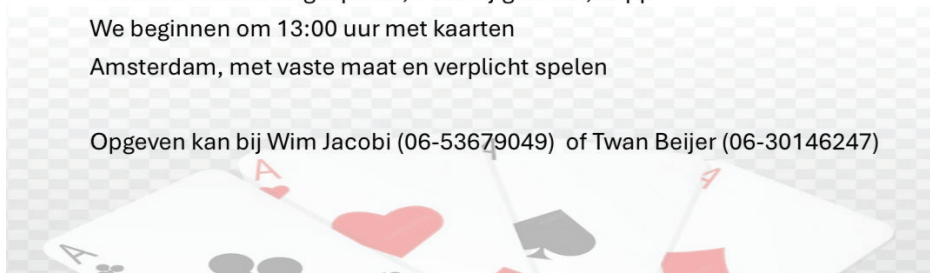 We beginnen om 13:00 uur met kaarten
Amsterdam, met vaste maat en verplicht spelen
Opgeven kan bij Wim Jacobi (06-53679049) of Twan Beijer (06-30146247)
A
A
A
A